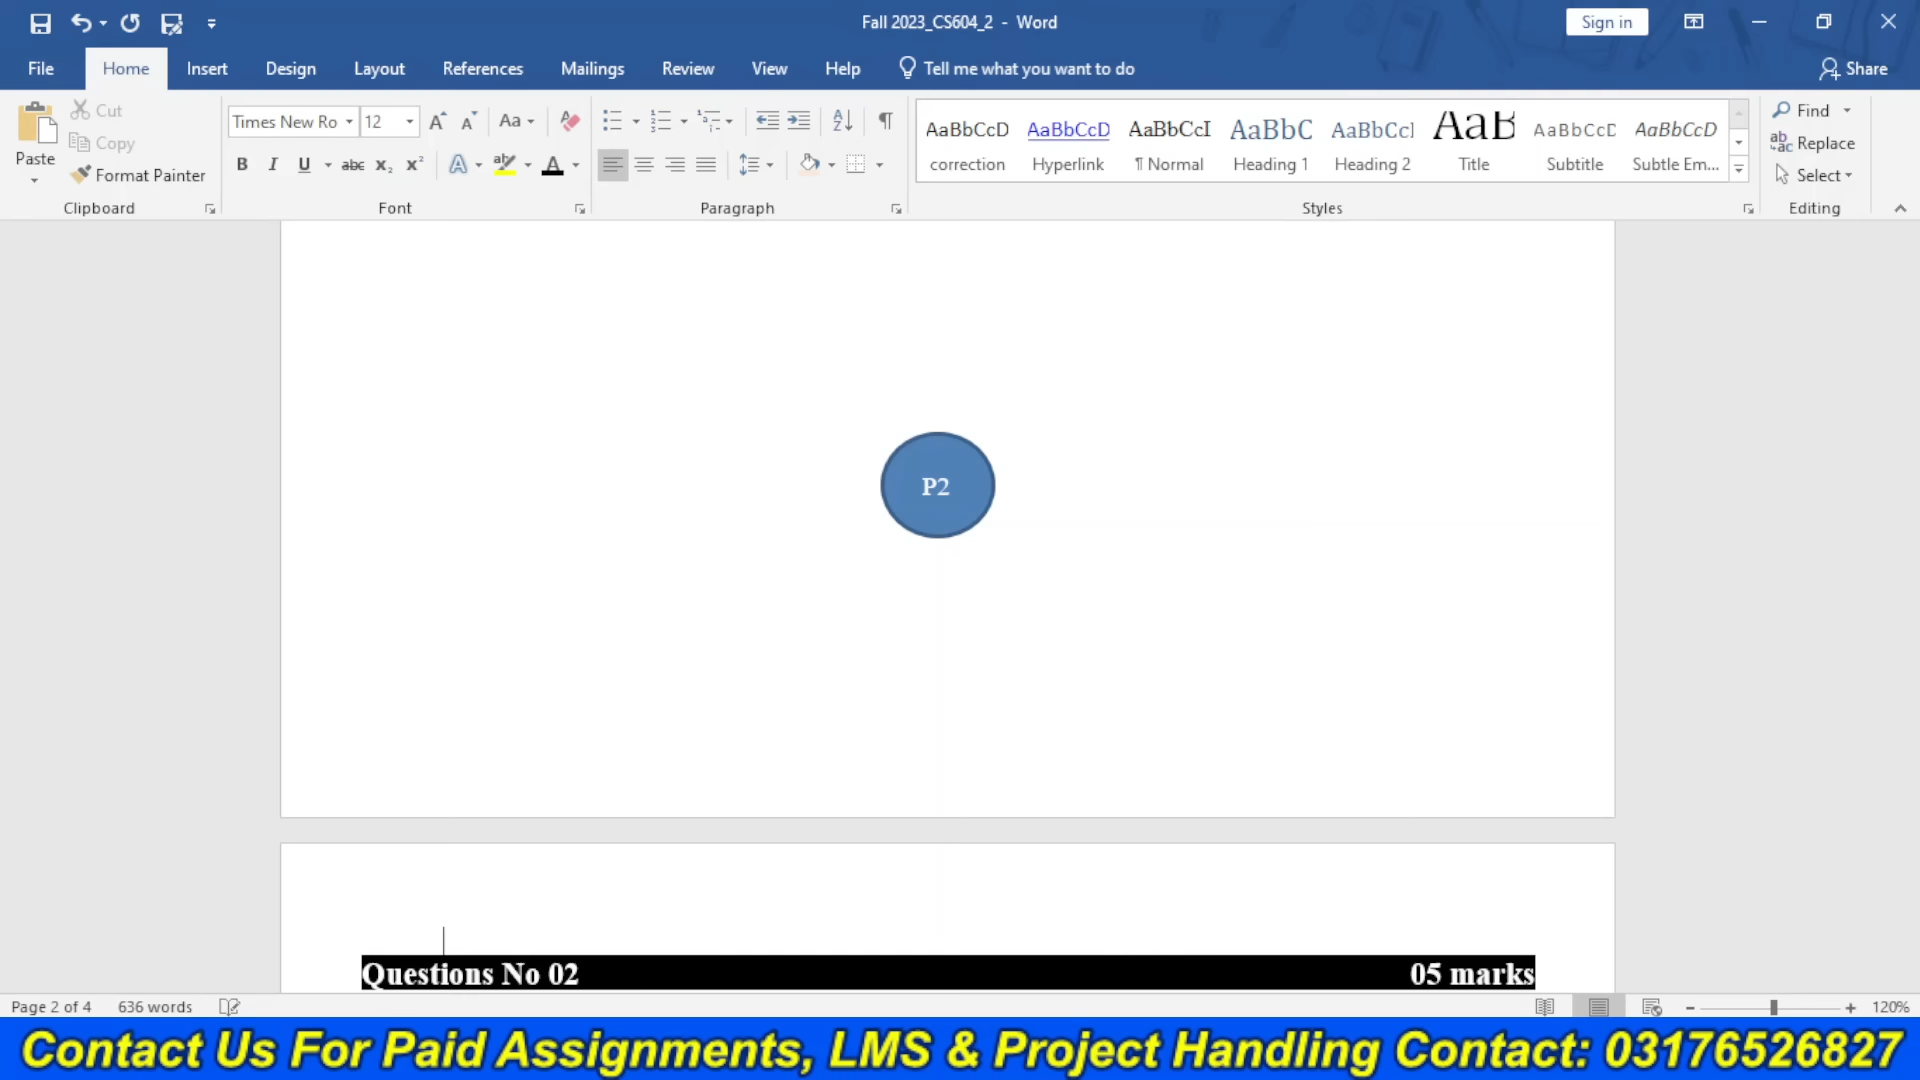 Fall 2023_CS604_2 - Word
Sign in
File Home Insert Design Layout References Mailings Review View Help Tell me what you want to do Share
Paste
Cut
Copy
Format Painter
Clipboard
Times New Ro 12
Font
Paragraph
AaBbCcD AaBbCcD AaBbCcI AaBbC AaBbCcI AaB AaBbCcD AaBbCcD
correction Hyperlink ¶ Normal Heading 1 Heading 2 Title Subtitle Subtle Em...
Styles
Find
Replace
Select
Editing
P2
Questions No 02 05 marks
Page 2 of 4 636 words 120%
Contact Us For Paid Assignments, LMS & Project Handling Contact: 03176526827